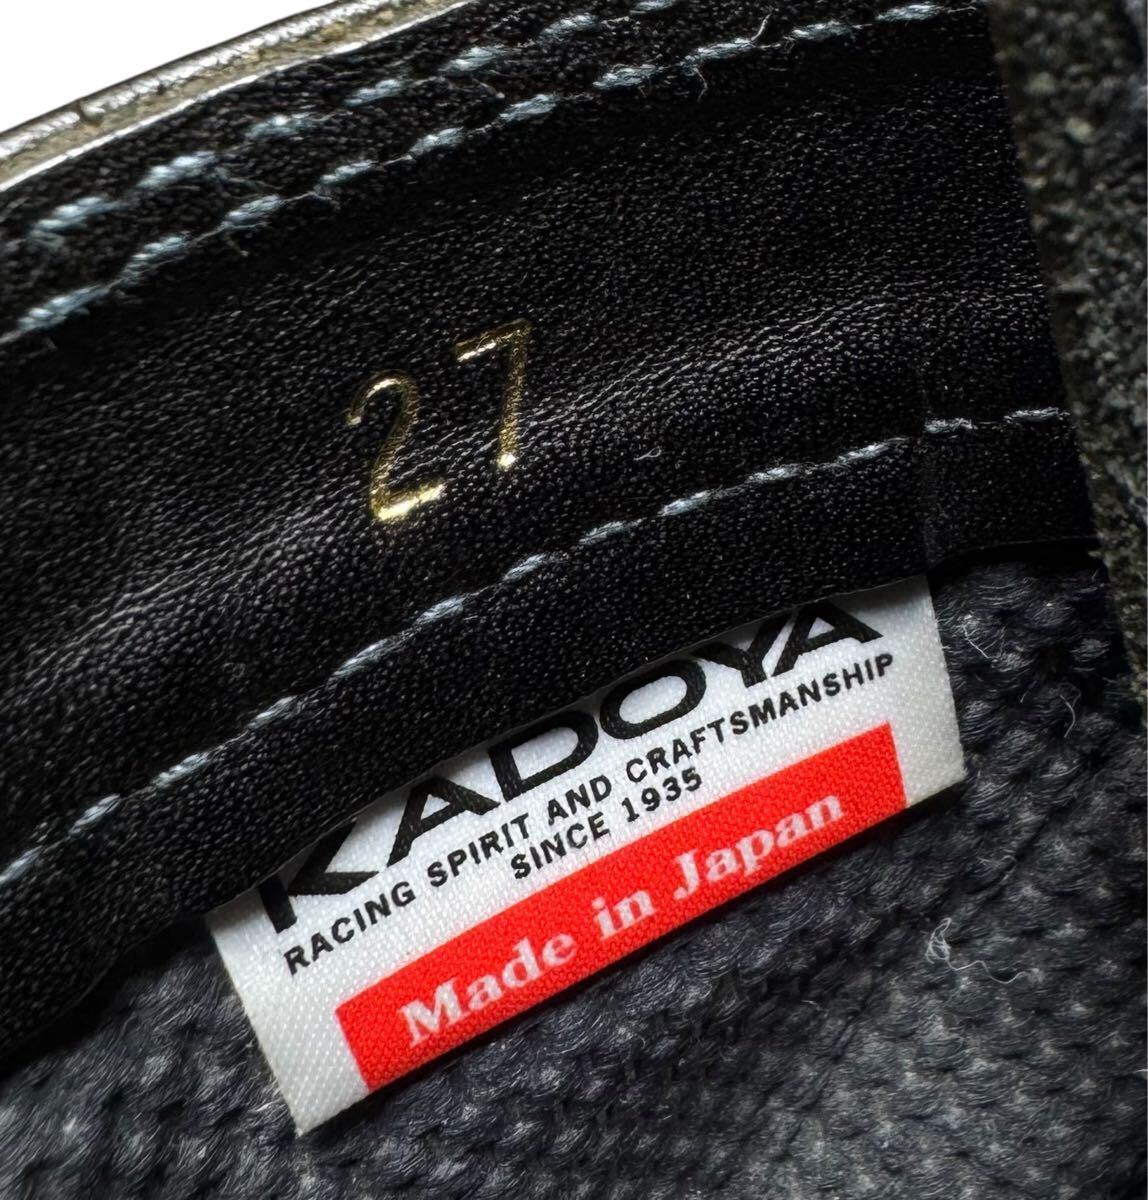 27
KADOYA
RACING SPIRIT AND CRAFTSMANSHIP
SINCE 1935
Made in Japan